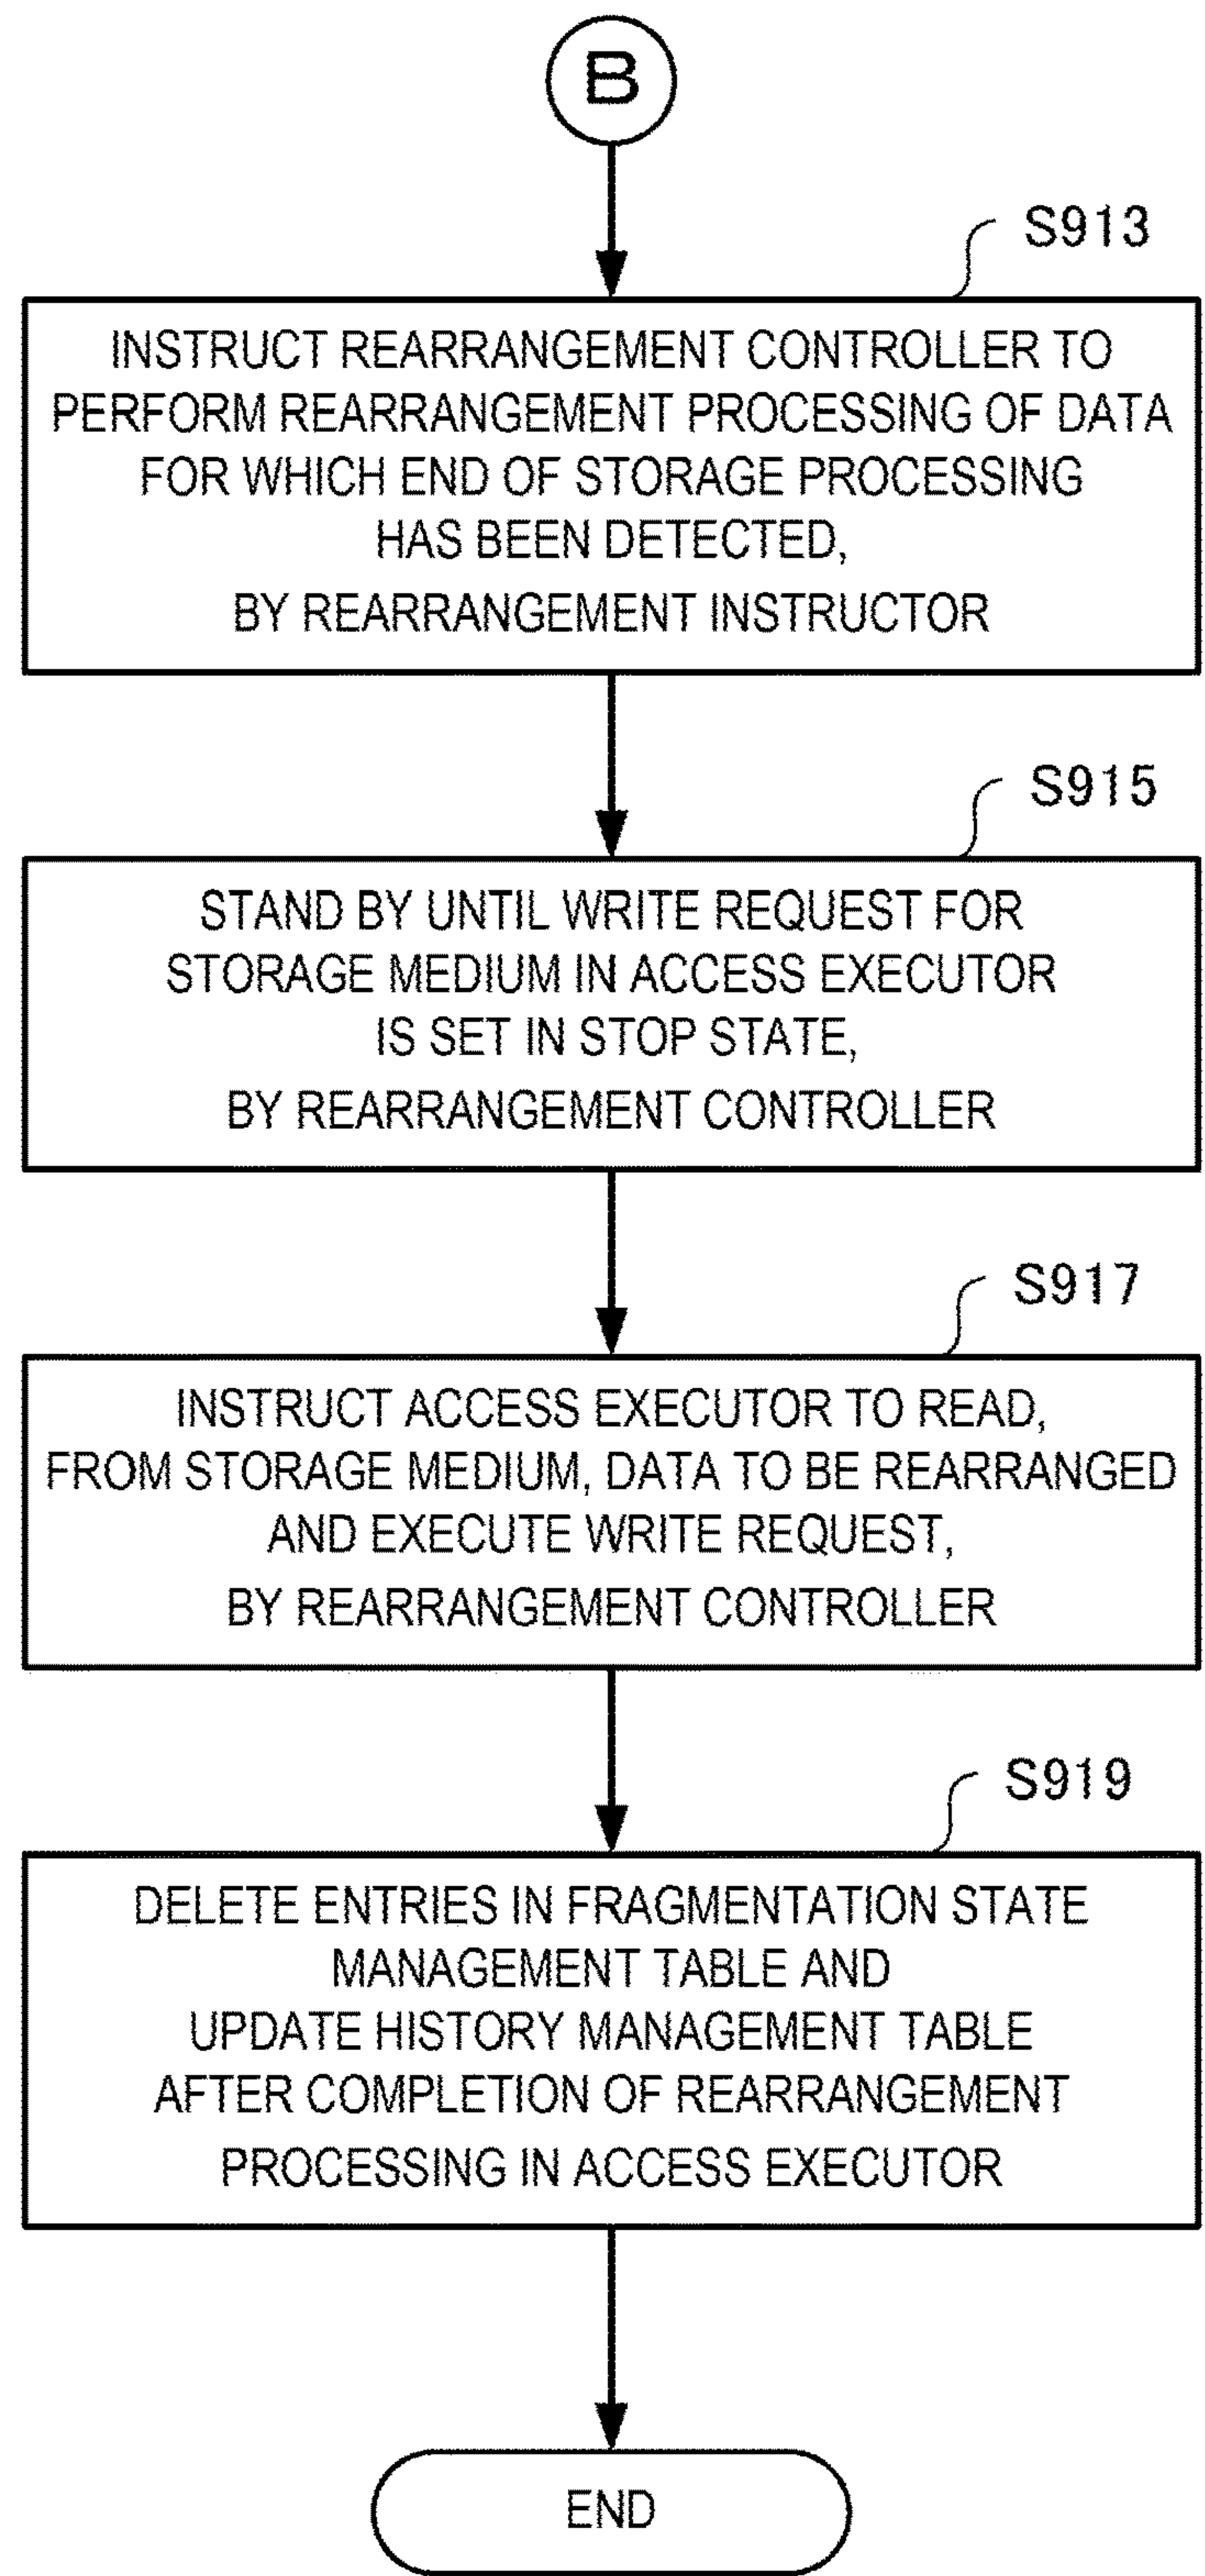 B
S913
INSTRUCT REARRANGEMENT CONTROLLER TO
PERFORM REARRANGEMENT PROCESSING OF DATA
FOR WHICH END OF STORAGE PROCESSING
HAS BEEN DETECTED,
BY REARRANGEMENT INSTRUCTOR
S915
STAND BY UNTIL WRITE REQUEST FOR
STORAGE MEDIUM IN ACCESS EXECUTOR
IS SET IN STOP STATE,
BY REARRANGEMENT CONTROLLER
S917
INSTRUCT ACCESS EXECUTOR TO READ,
FROM STORAGE MEDIUM, DATA TO BE REARRANGED
AND EXECUTE WRITE REQUEST,
BY REARRANGEMENT CONTROLLER
S919
DELETE ENTRIES IN FRAGMENTATION STATE
MANAGEMENT TABLE AND
UPDATE HISTORY MANAGEMENT TABLE
AFTER COMPLETION OF REARRANGEMENT
PROCESSING IN ACCESS EXECUTOR
END